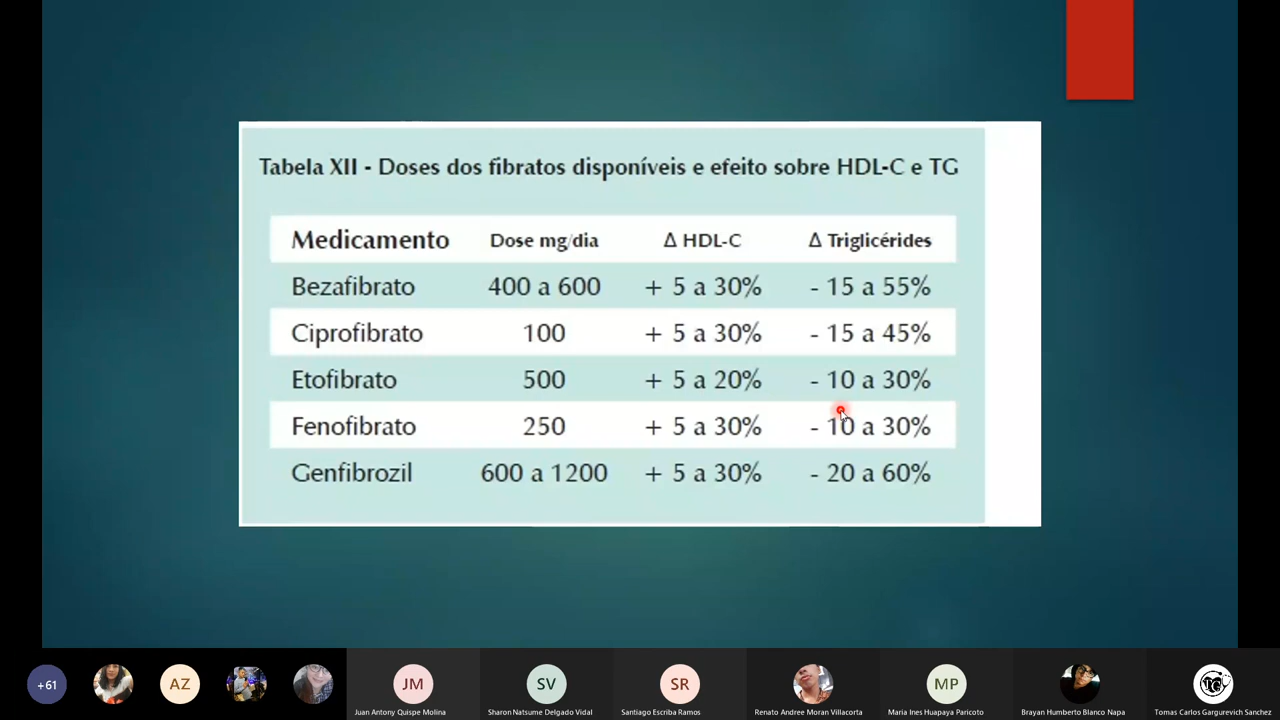 Tabela XII - Doses dos fibratos disponíveis e efeito sobre HDL-C e TG
Medicamento Dose mg/dia Δ HDL-C Δ Triglicérides
Bezafibrato 400 a 600 + 5 a 30% - 15 a 55%
Ciprofibrato 100 + 5 a 30% - 15 a 45%
Etofibrato 500 + 5 a 20% - 10 a 30%
Fenofibrato 250 + 5 a 30% - 10 a 30%
Genfibrozil 600 a 1200 + 5 a 30% - 20 a 60%
+61 AZ JM SV SR MP TG
Juan Antony Quispe Molina Sharon Natsume Delgado Vidal Santiago Escriba Ramos Renato Andree Moran Villacorta Maria Ines Huapaya Paricoto Brayan Humberto Blanco Napa Tomas Carlos Gargurevich Sanchez